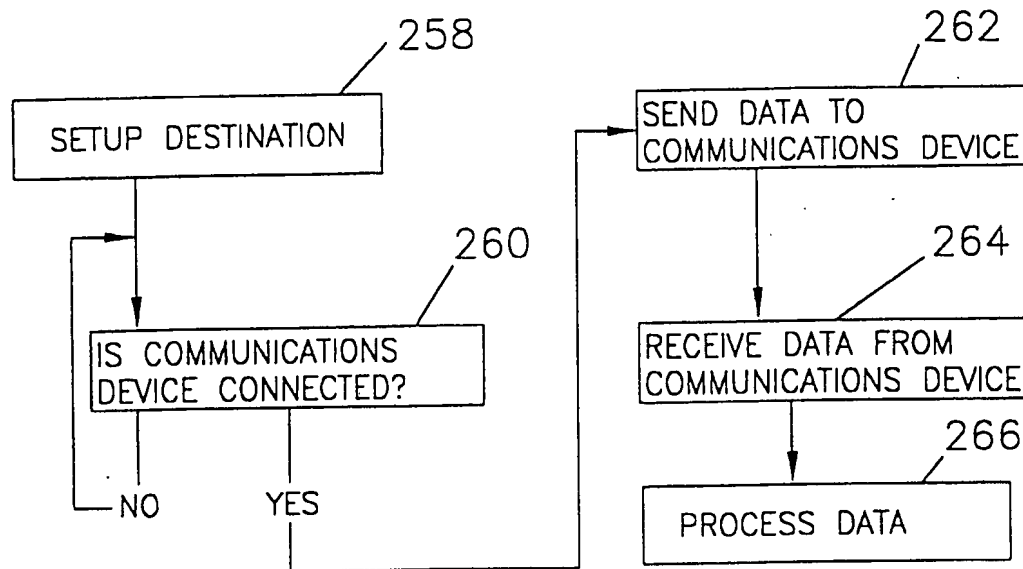 258
SETUP DESTINATION
260
IS COMMUNICATIONS
DEVICE CONNECTED?
NO
YES
262
SEND DATA TO
COMMUNICATIONS DEVICE
264
RECEIVE DATA FROM
COMMUNICATIONS DEVICE
266
PROCESS DATA